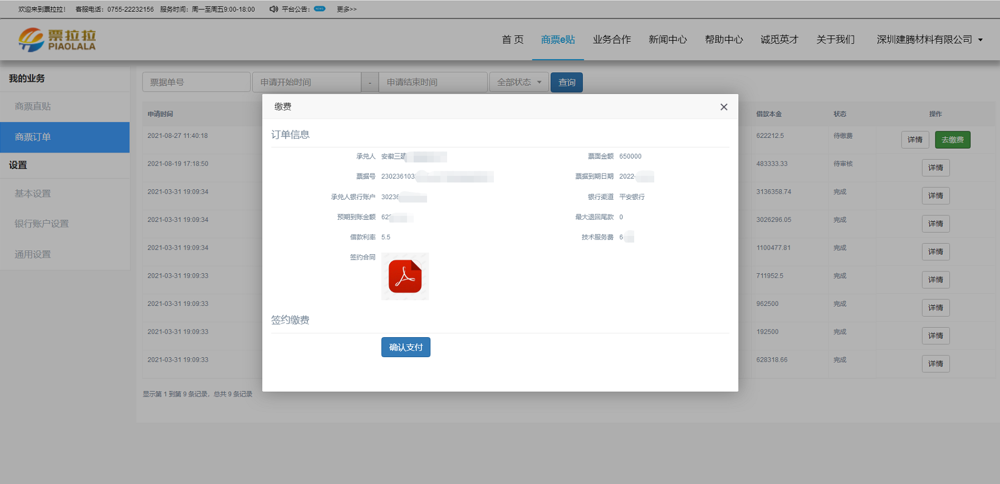 欢迎来到票拉拉！ 客服电话：0755-22232156 服务时间：周一至周五9:00-18:00 平台公告： NEWS 更多>>
票拉拉
PIAOLALA
首 页 商票e贴 业务合作 新闻中心 帮助中心 诚觅英才 关于我们 深圳建腾材料有限公司
我的业务
商票直贴
商票订单
设置
基本设置
银行账户设置
通用设置
票据单号 申请开始时间 - 申请结束时间 全部状态 查询
申请时间 借款本金 状态 操作
2021-08-27 11:40:18 622212.5 待缴费 详情 去缴费
2021-08-19 17:18:50 483333.33 待审核 详情
2021-03-31 19:09:34 3136358.74 完成 详情
2021-03-31 19:09:34 3026296.05 完成 详情
2021-03-31 19:09:34 1100477.81 完成 详情
2021-03-31 19:09:33 711952.5 完成 详情
2021-03-31 19:09:33 962500 完成 详情
2021-03-31 19:09:33 192500 完成 详情
2021-03-31 19:09:33 628318.66 完成 详情
显示第 1 到第 9 条记录，总共 9 条记录
缴费 ×
订单信息
承兑人 安徽三建 票面金额 650000
票据号 230236103 票据到期日期 2022-
承兑人银行账户 30236 银行渠道 平安银行
预期到账金额 62 最大退回尾款 0
借款利率 5.5 技术服务费 6
签约合同
签约缴费
确认支付